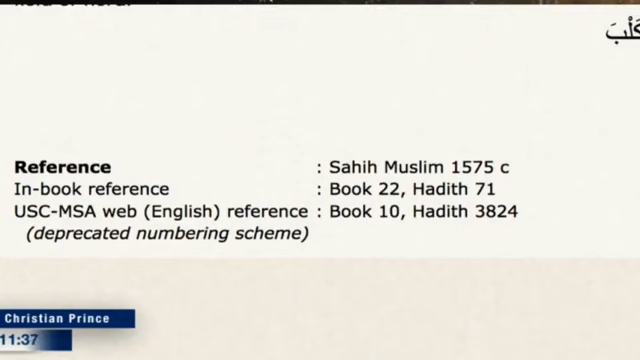 كَلْبَ
Reference : Sahih Muslim 1575 c
In-book reference : Book 22, Hadith 71
USC-MSA web (English) reference : Book 10, Hadith 3824
(deprecated numbering scheme)
Christian Prince
11:37